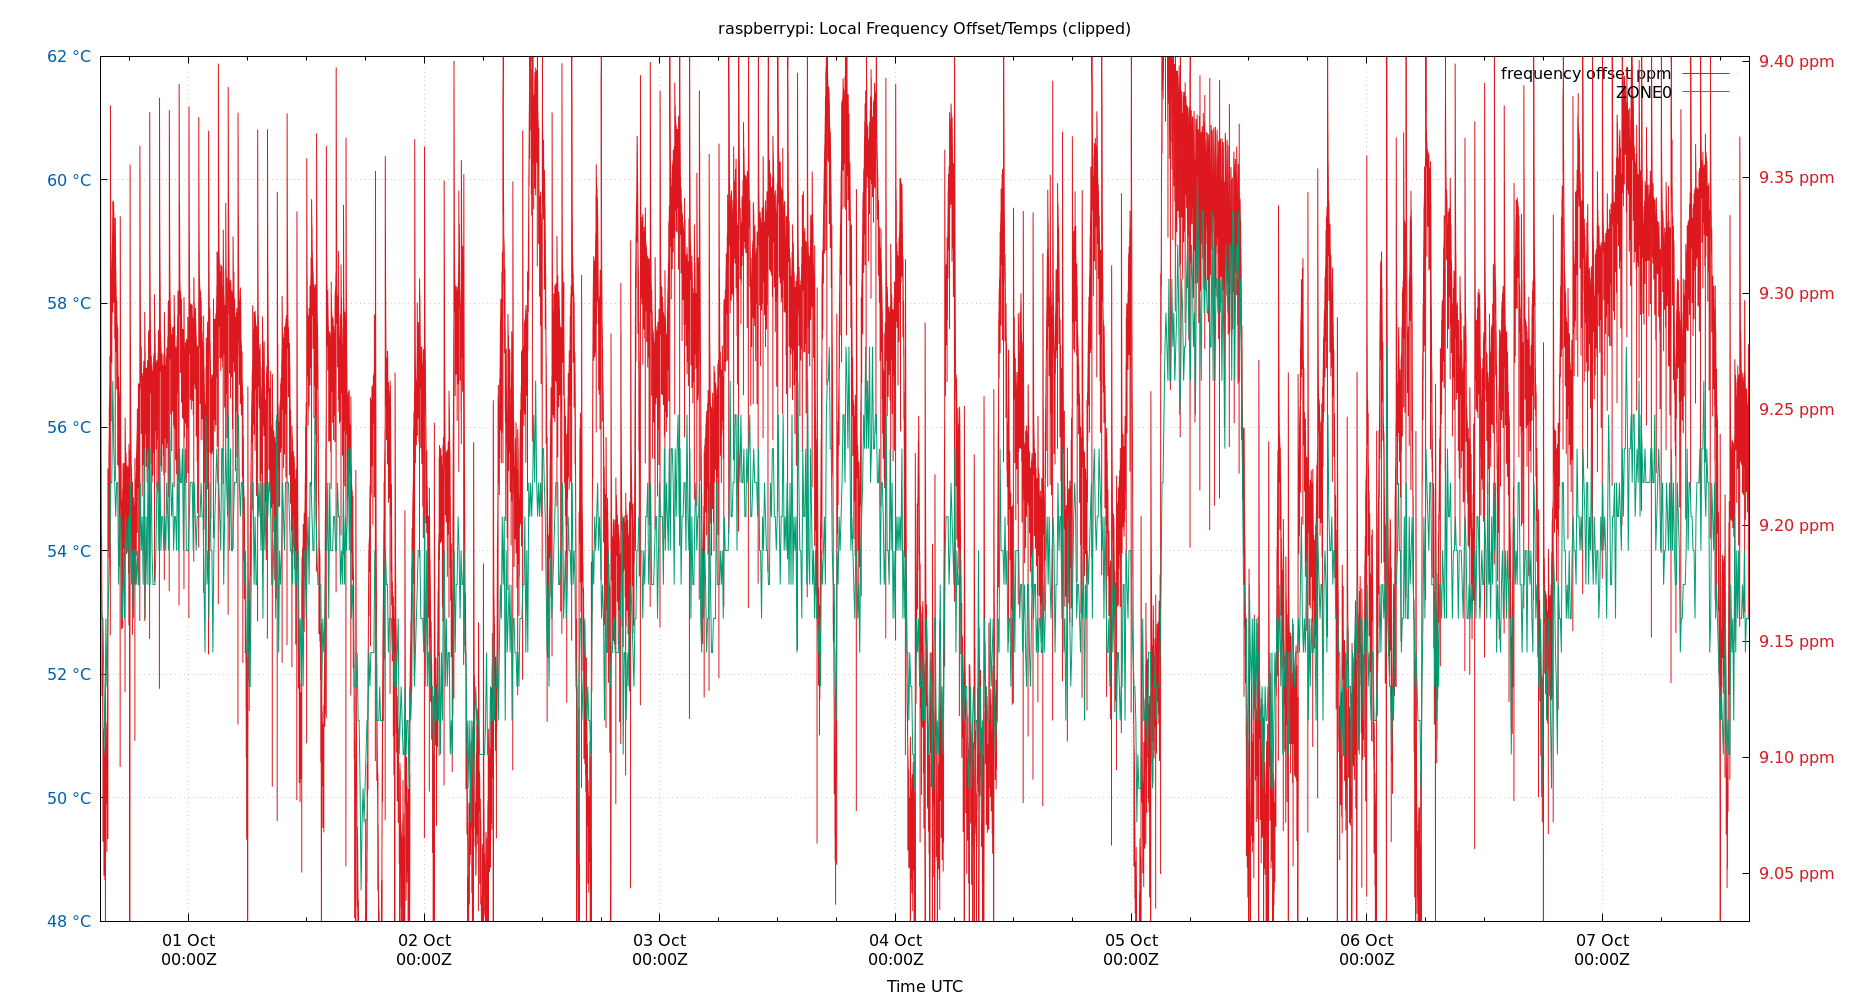 raspberrypi: Local Frequency Offset/Temps (clipped)
62 °C
60 °C
58 °C
56 °C
54 °C
52 °C
50 °C
48 °C
9.40 ppm
9.35 ppm
9.30 ppm
9.25 ppm
9.20 ppm
9.15 ppm
9.10 ppm
9.05 ppm
frequency offset ppm
ZONE0
01 Oct 02 Oct 03 Oct 04 Oct 05 Oct 06 Oct 07 Oct
00:00Z 00:00Z 00:00Z 00:00Z 00:00Z 00:00Z 00:00Z
Time UTC